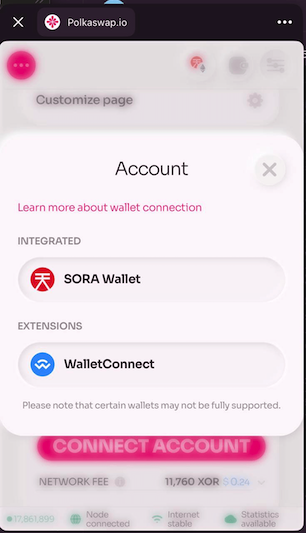 Polkaswap.io
Customize page
Account
Learn more about wallet connection
INTEGRATED
SORA Wallet
EXTENSIONS
WalletConnect
Please note that certain wallets may not be fully supported.
CONNECT ACCOUNT
NETWORK FEE 11,760 XOR $ 0.24
17,861,899 Node connected Internet stable Statistics available